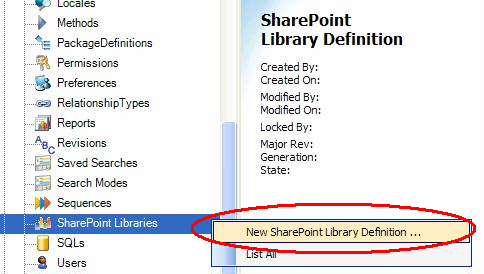 Locales
Methods
PackageDefinitions
Permissions
Preferences
RelationshipTypes
Reports
Revisions
Saved Searches
Search Modes
Sequences
SharePoint Libraries
SQLs
Users
SharePoint
Library Definition
Created By:
Created On:
Modified By:
Modified On:
Locked By:
Major Rev:
Generation:
State:
New SharePoint Library Definition ...
List All